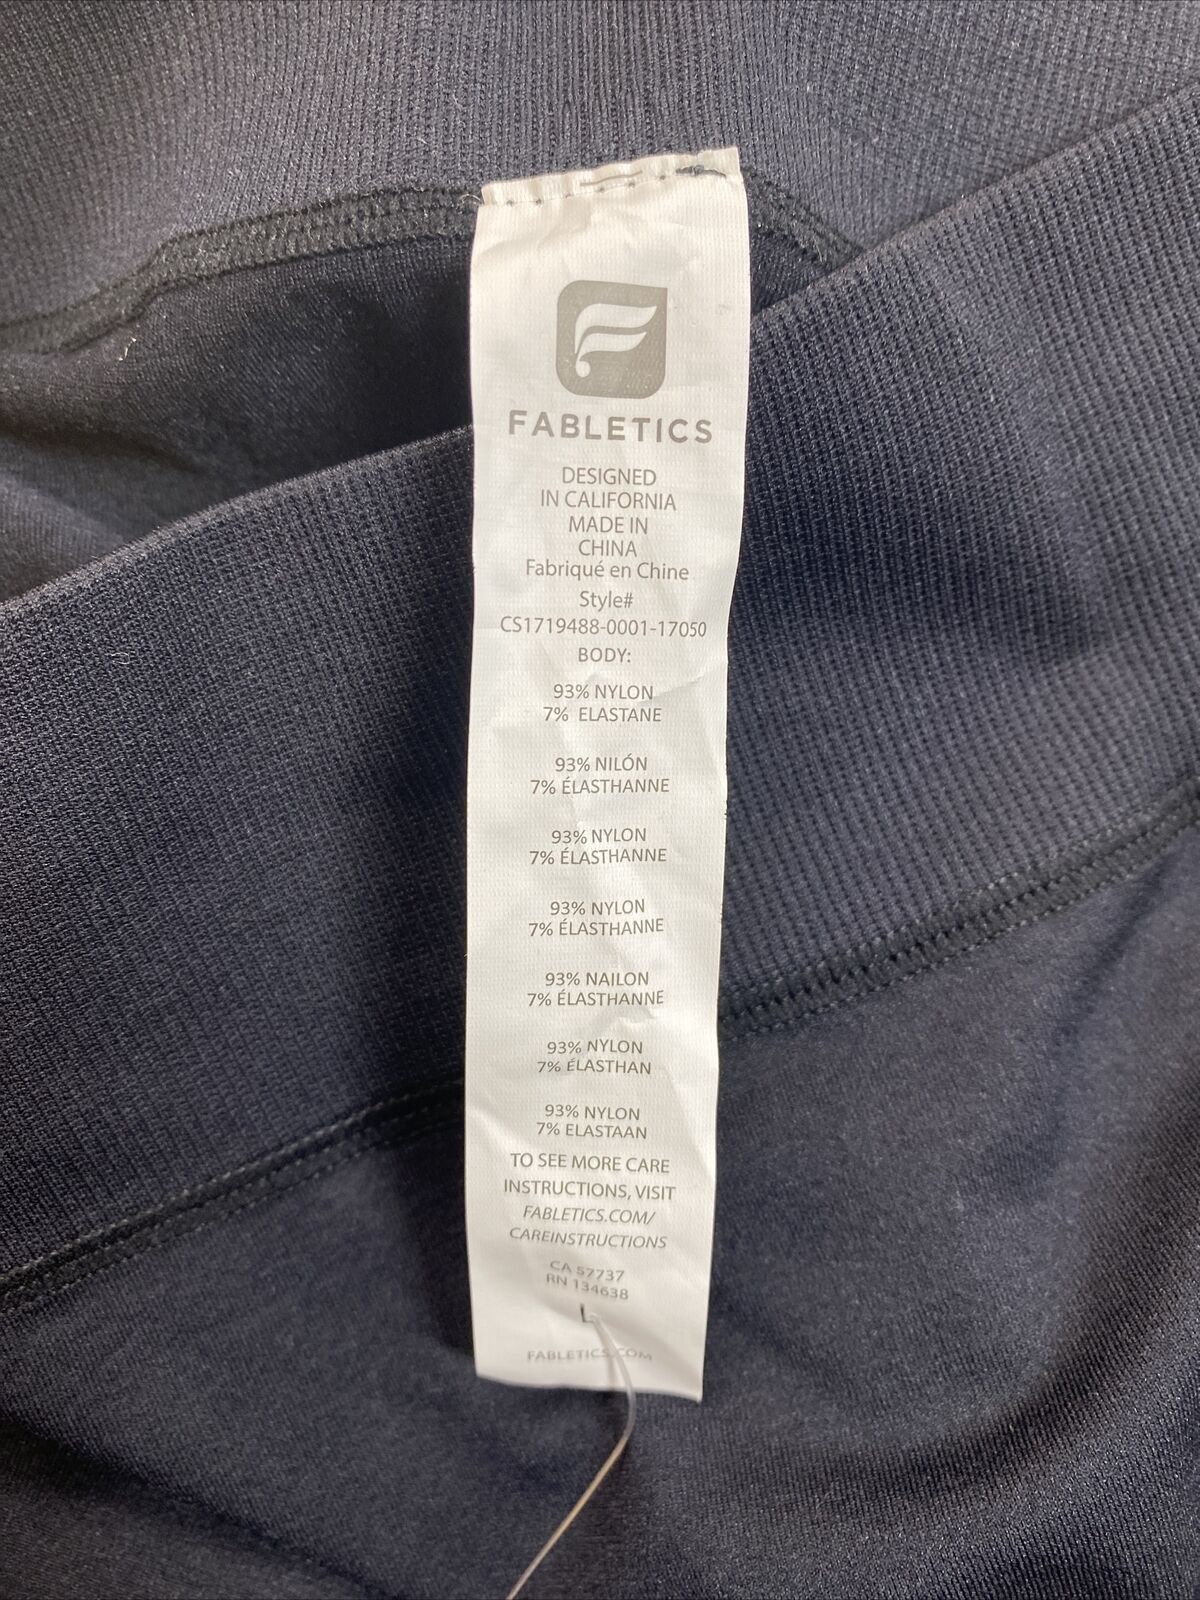 FABLETICS
DESIGNED
IN CALIFORNIA
MADE IN
CHINA
Fabriqué en Chine
Style#
CS1719488-0001-17050
BODY:
93% NYLON
7% ELASTANE
93% NILÓN
7% ÉLASTHANNE
93% NYLON
7% ÉLASTHANNE
93% NYLON
7% ÉLASTHANNE
93% NAILON
7% ÉLASTHANNE
93% NYLON
7% ÉLASTHAN
93% NYLON
7% ELASTAAN
TO SEE MORE CARE
INSTRUCTIONS, VISIT
FABLETICS.COM/
CAREINSTRUCTIONS
CA 57737
RN 134638
L
FABLETICS.COM